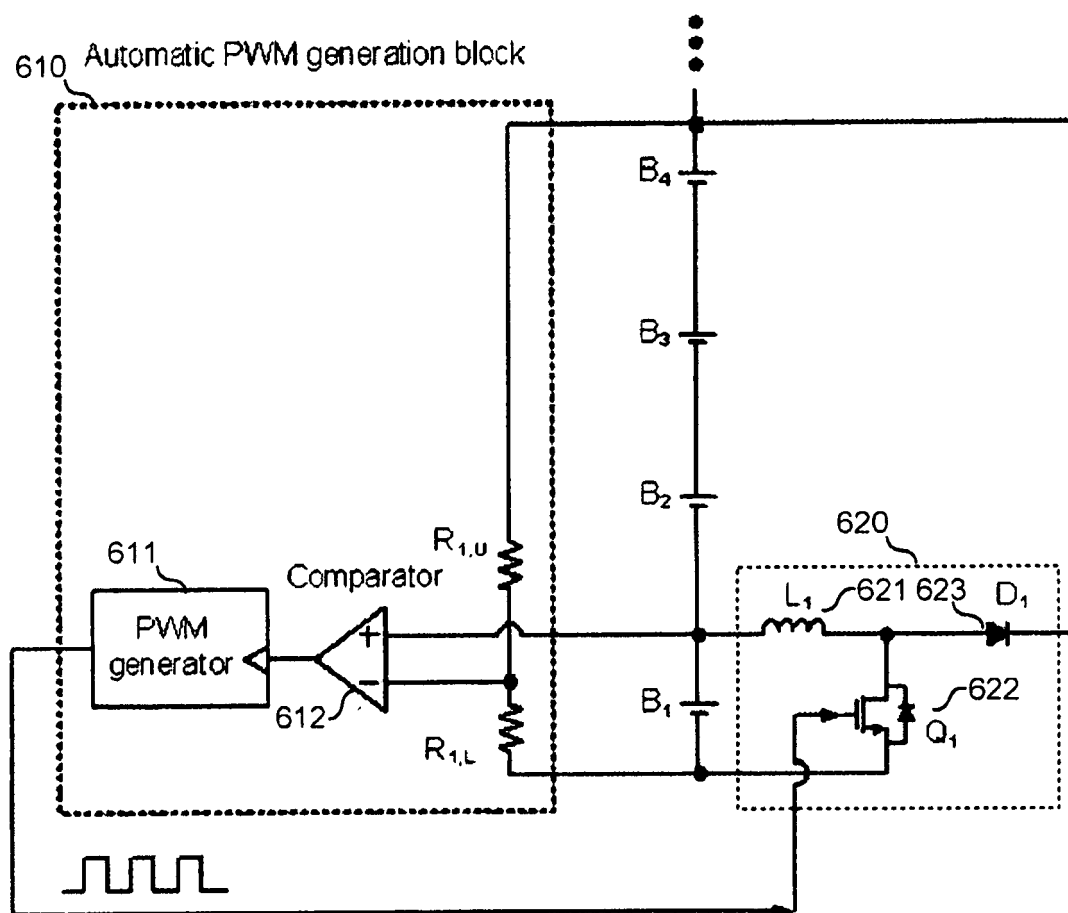 Automatic PWM generation block
610
B₄
B₃
B₂
R₁,U
620
611
Comparator
L₁
621
623
D₁
PWM
generator
+
−
612
B₁
622
Q₁
R₁,L